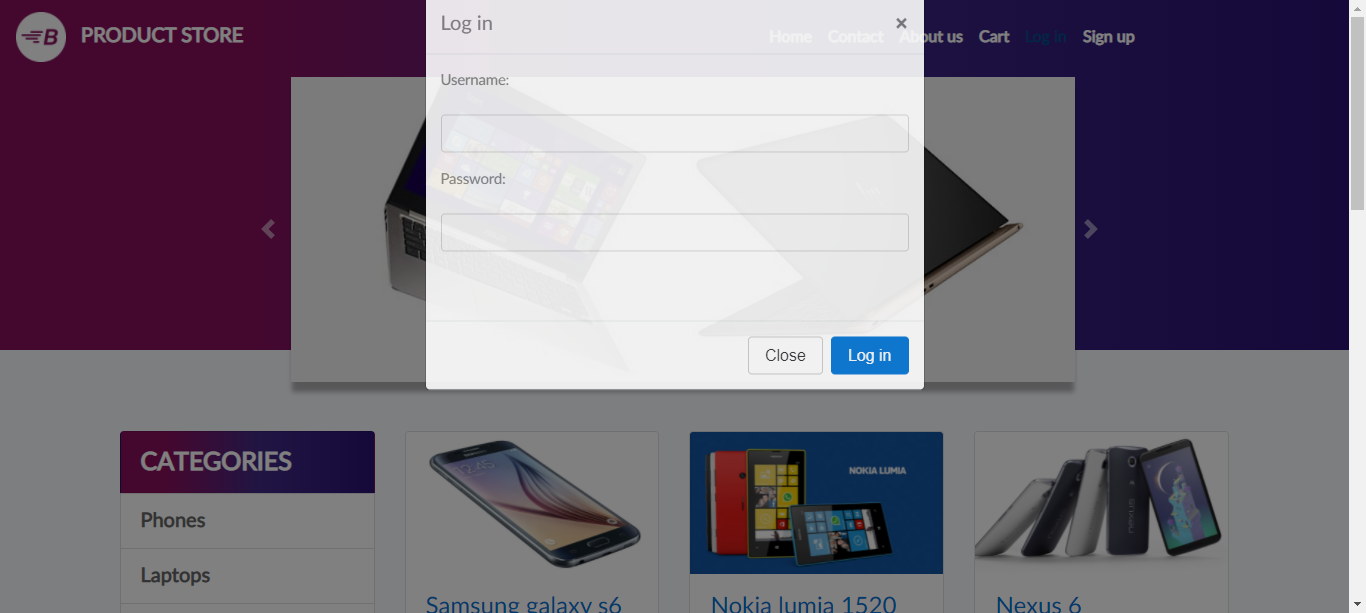 B PRODUCT STORE
Log in ×
Home Contact About us Cart Log in Sign up
Username:
Password:
Close Log in
CATEGORIES
NOKIA LUMIA
Phones
nexus
Laptops
Samsung galaxy s6
Nokia lumia 1520
Nexus 6